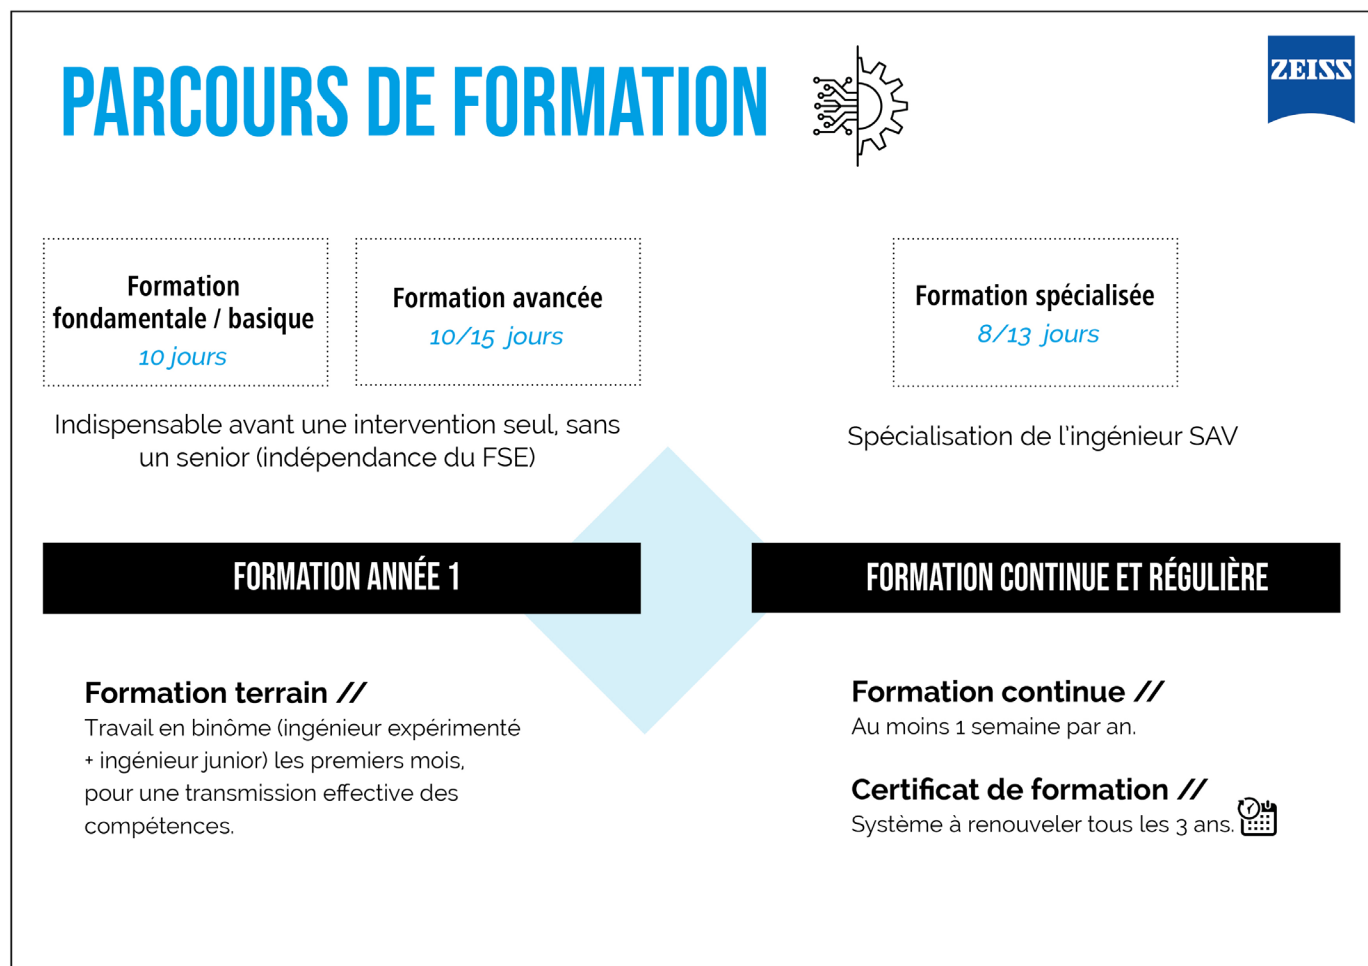 PARCOURS DE FORMATION
ZEISS
Formation
fondamentale / basique
10 jours
Formation avancée
10/15 jours
Formation spécialisée
8/13 jours
Indispensable avant une intervention seul, sans
un senior (indépendance du FSE)
Spécialisation de l'ingénieur SAV
FORMATION ANNÉE 1
FORMATION CONTINUE ET RÉGULIÈRE
Formation terrain //
Travail en binôme (ingénieur expérimenté
+ ingénieur junior) les premiers mois,
pour une transmission effective des
compétences.
Formation continue //
Au moins 1 semaine par an.
Certificat de formation //
Système à renouveler tous les 3 ans.